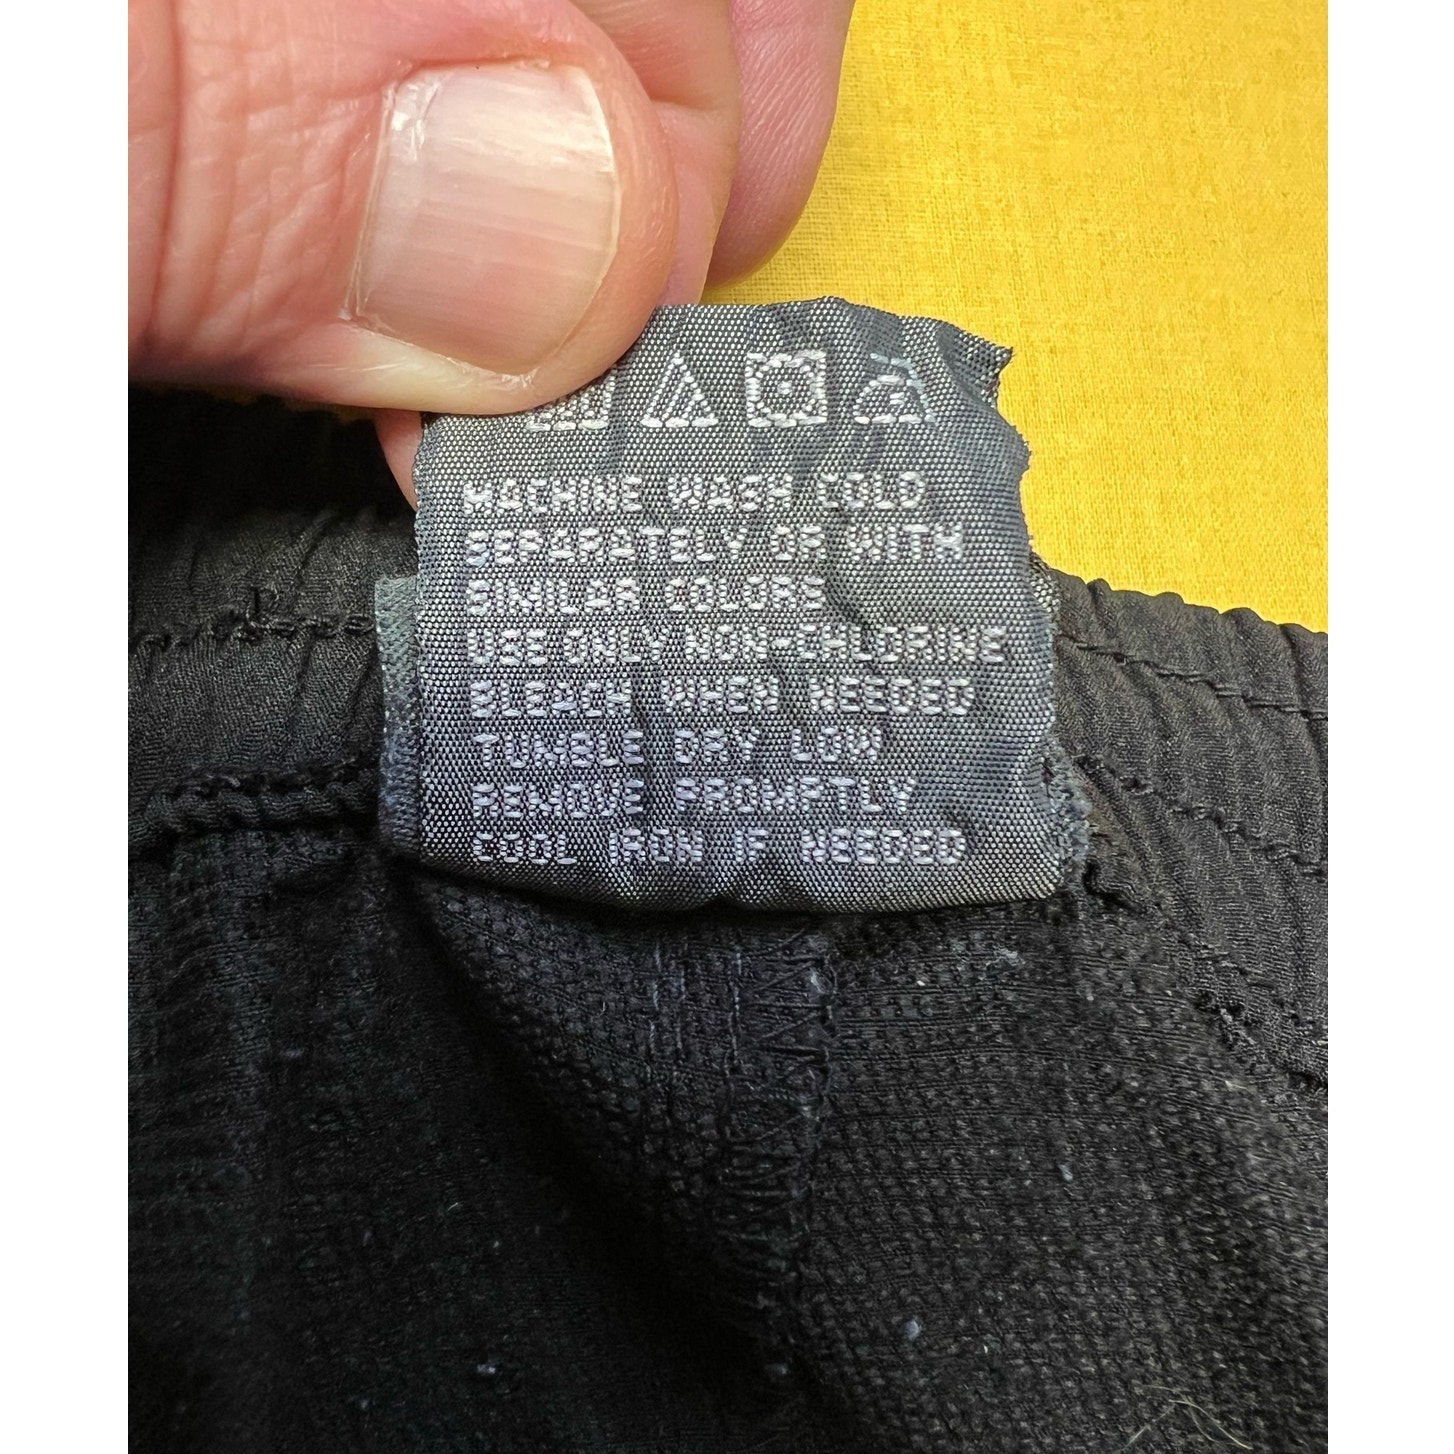 MACHINE WASH COLD
SEPARATELY OR WITH
SIMILAR COLORS
USE ONLY NON-CHLORINE
BLEACH WHEN NEEDED
TUMBLE DRY LOW
REMOVE PROMPTLY
COOL IRON IF NEEDED